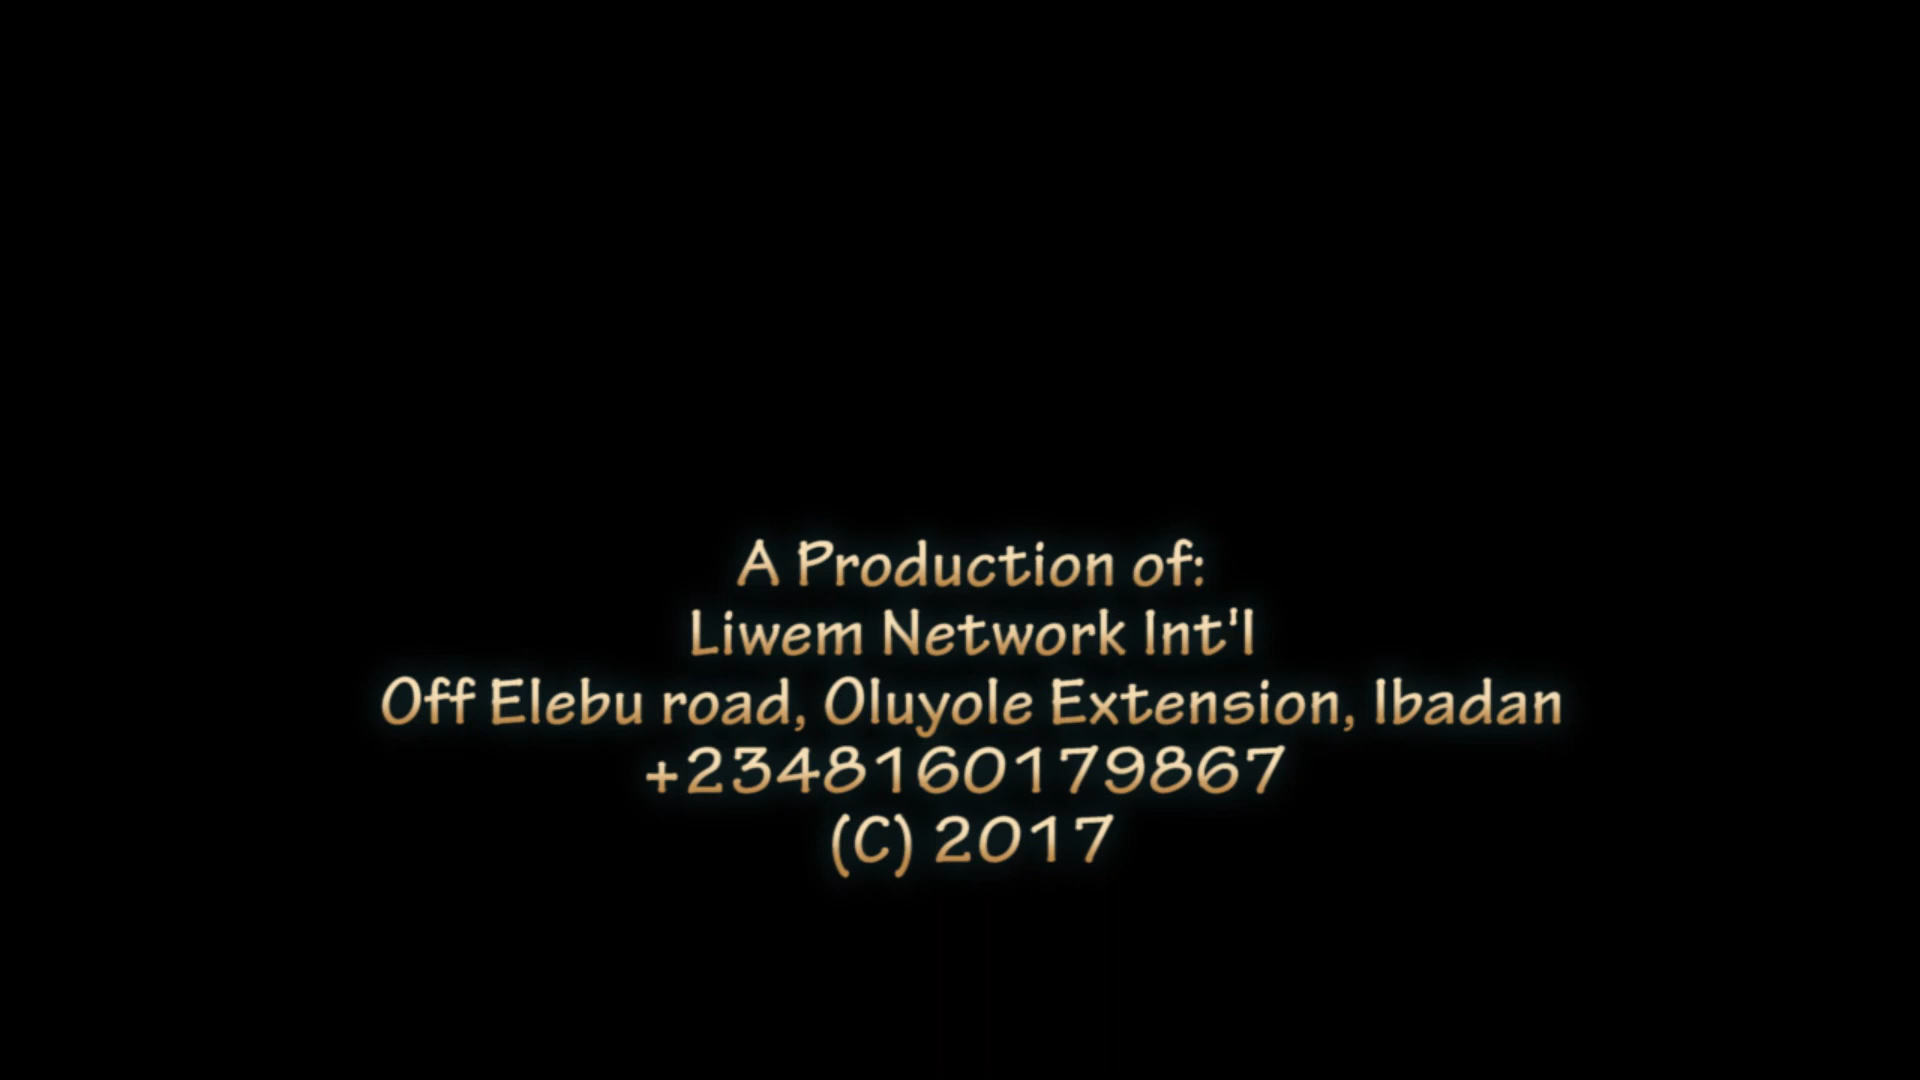 A Production of:
Liwem Network Int'l
Off Elebu road, Oluyole Extension, Ibadan
+2348160179867
(C) 2017